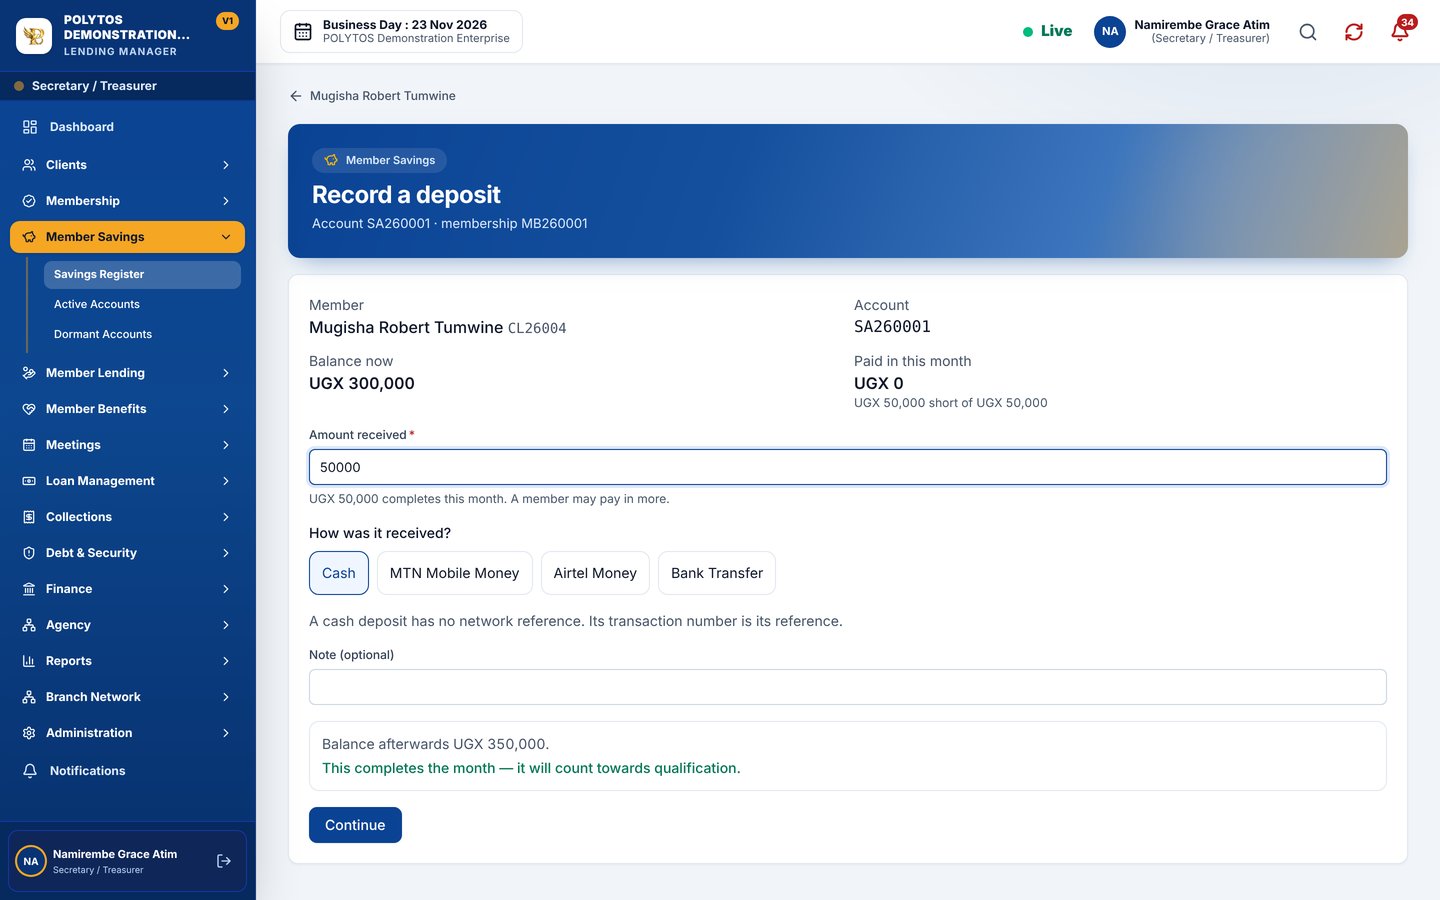 POLYTOS
DEMONSTRATION...
LENDING MANAGER
V1
Secretary / Treasurer
Dashboard
Clients
Membership
Member Savings
Savings Register
Active Accounts
Dormant Accounts
Member Lending
Member Benefits
Meetings
Loan Management
Collections
Debt & Security
Finance
Agency
Reports
Branch Network
Administration
Notifications
NA
Namirembe Grace Atim
Secretary / Treasurer
Business Day : 23 Nov 2026
POLYTOS Demonstration Enterprise
Live
NA
Namirembe Grace Atim
(Secretary / Treasurer)
34
Mugisha Robert Tumwine
Member Savings
Record a deposit
Account SA260001 · membership MB260001
Member
Mugisha Robert Tumwine CL26004
Account
SA260001
Balance now
UGX 300,000
Paid in this month
UGX 0
UGX 50,000 short of UGX 50,000
Amount received *
50000
UGX 50,000 completes this month. A member may pay in more.
How was it received?
Cash
MTN Mobile Money
Airtel Money
Bank Transfer
A cash deposit has no network reference. Its transaction number is its reference.
Note (optional)
Balance afterwards UGX 350,000.
This completes the month — it will count towards qualification.
Continue